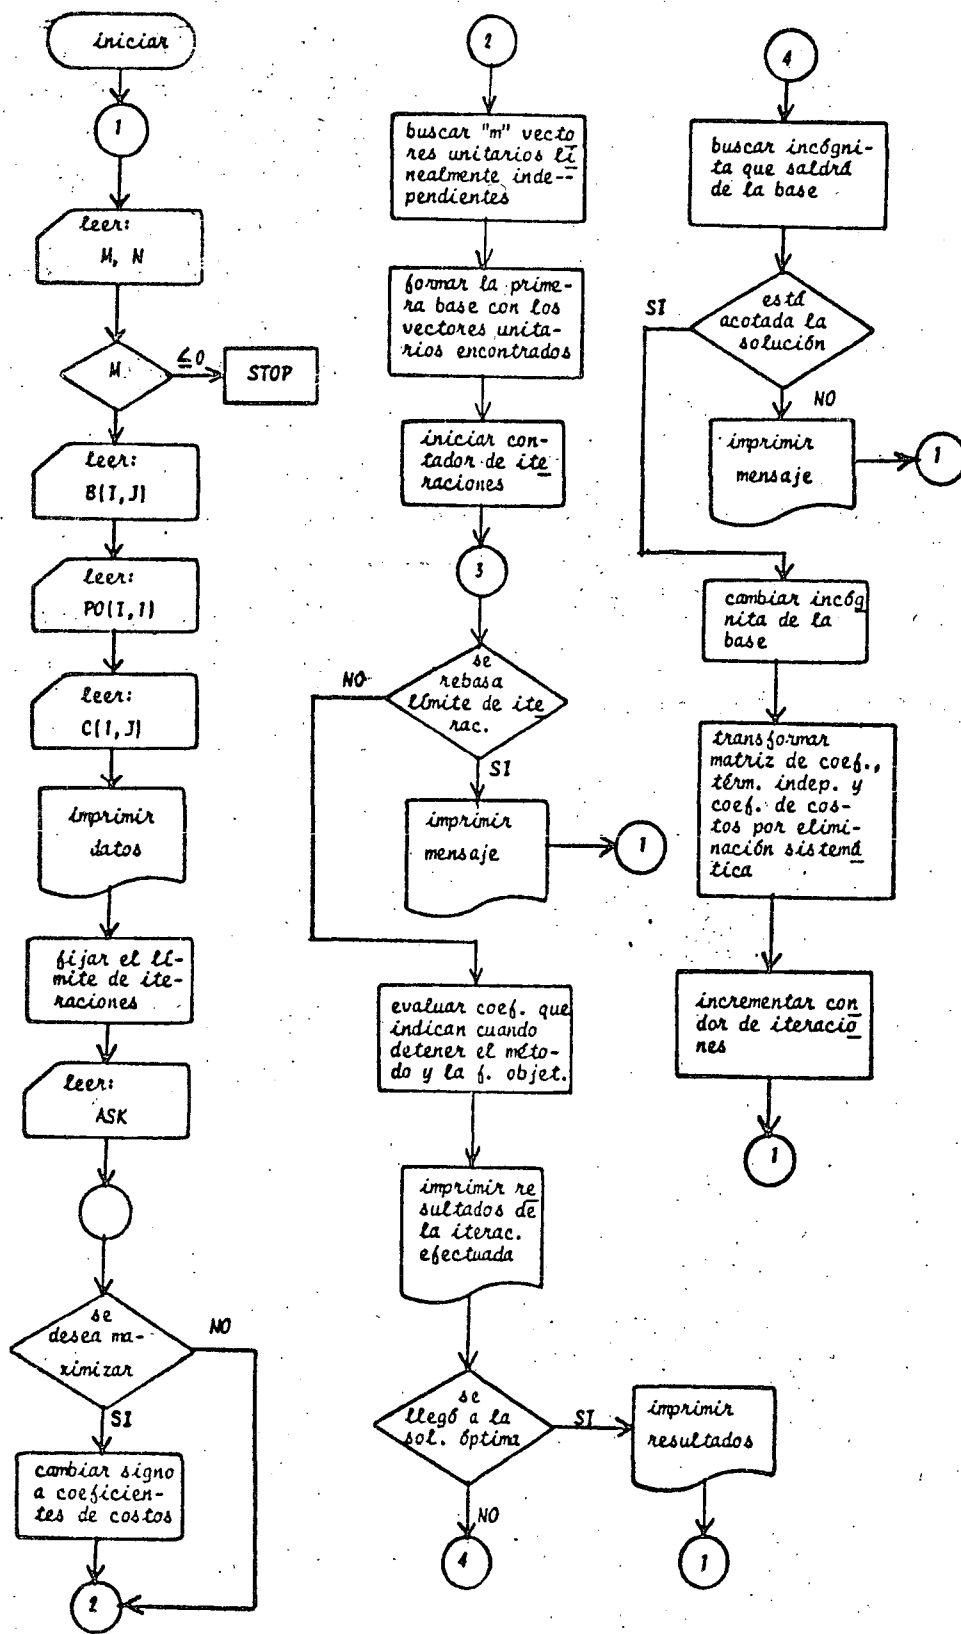 iniciar
1
leer:
M, N
M
≤ 0
STOP
leer:
B(I,J)
leer:
PO(I,1)
leer:
C(1,J)
imprimir
datos
fijar el lí-
mite de ite-
raciones
leer:
ASK
se
desea ma-
ximizar
NO
SI
cambiar signo
a coeficien-
tes de costos
2
2
buscar "m" vecto
res unitarios li
nealmente inde--
pendientes
formar la prime-
ra base con los
vectores unita-
rios encontrados
iniciar con-
tador de ite
raciones
3
se
rebasa
límite de ite
rac.
NO
SI
imprimir
mensaje
1
evaluar coef. que
indican cuando
detener el méto-
do y la f. objet.
imprimir re
sultados de
la iterac.
efectuada
se
llegó a la
sol. óptima
SI
imprimir
resultados
1
NO
4
4
buscar incógni-
ta que saldrá
de la base
está
acotada la
solución
SI
NO
imprimir
mensaje
1
cambiar incóg
nita de la
base
transformar
matriz de coef.,
térm. indep. y
coef. de cos-
tos por elimi-
nación sistemá
tica
incrementar con
dor de iteracio
nes
1